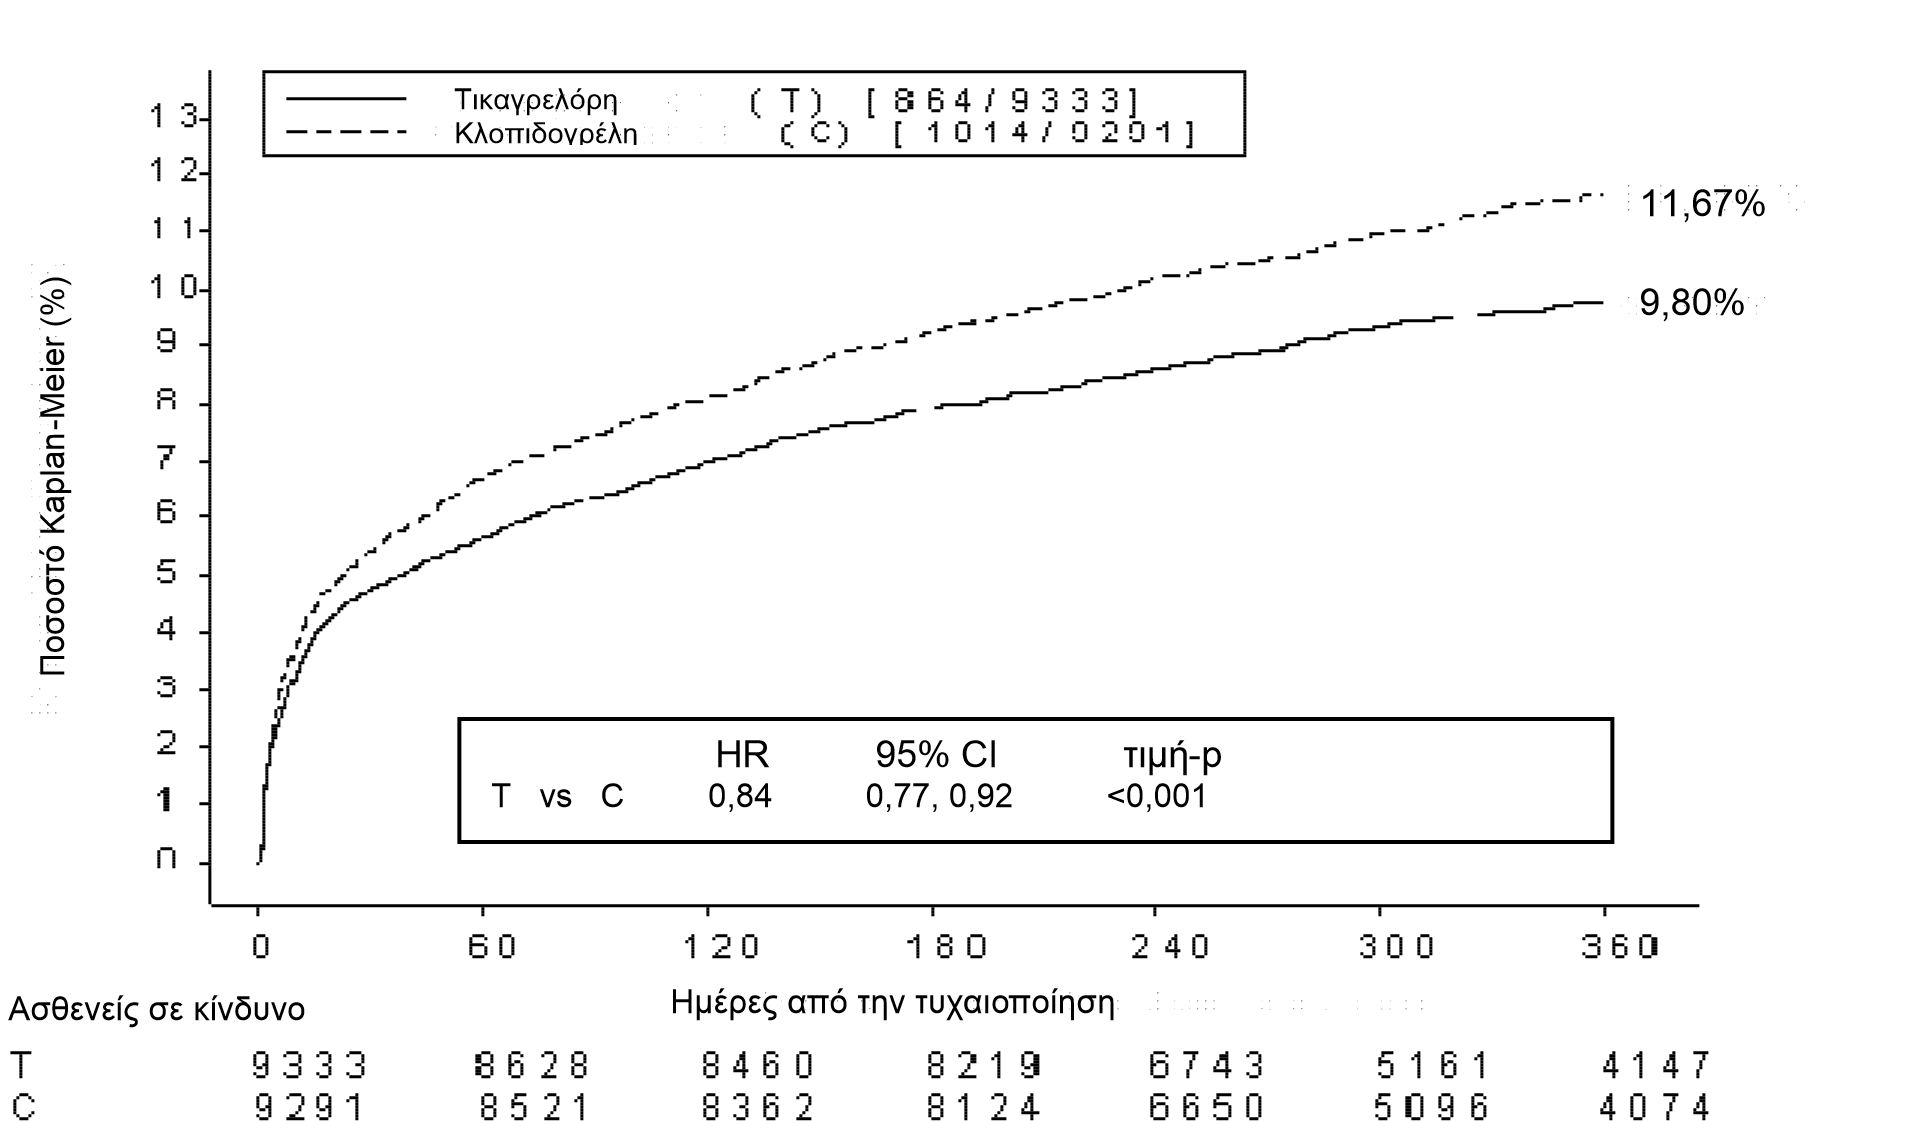 Τικαγρελόρη (T) [864/9333]
Κλοπιδογρέλη (C) [1014/0201]
13
12
11
10
9
8
7
6
5
4
3
2
1
0
Ποσοστό Kaplan-Meier (%)
11,67%
9,80%
HR 95% CI τιμή-p
T vs C 0,84 0,77, 0,92 <0,001
0 60 120 180 240 300 360
Ημέρες από την τυχαιοποίηση
Ασθενείς σε κίνδυνο
T 9333 8628 8460 8219 6743 5161 4147
C 9291 8521 8362 8124 6650 5096 4074